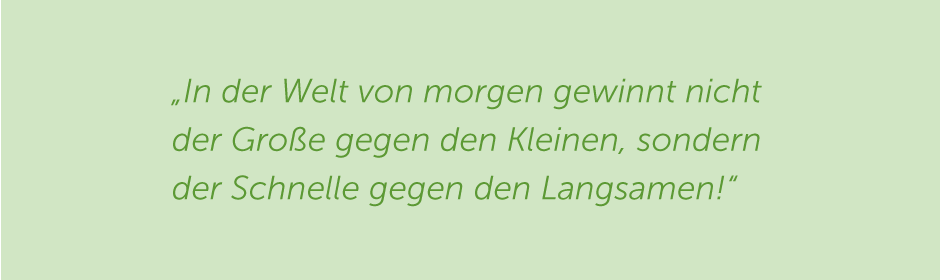 „In der Welt von morgen gewinnt nicht
der Große gegen den Kleinen, sondern
der Schnelle gegen den Langsamen!“